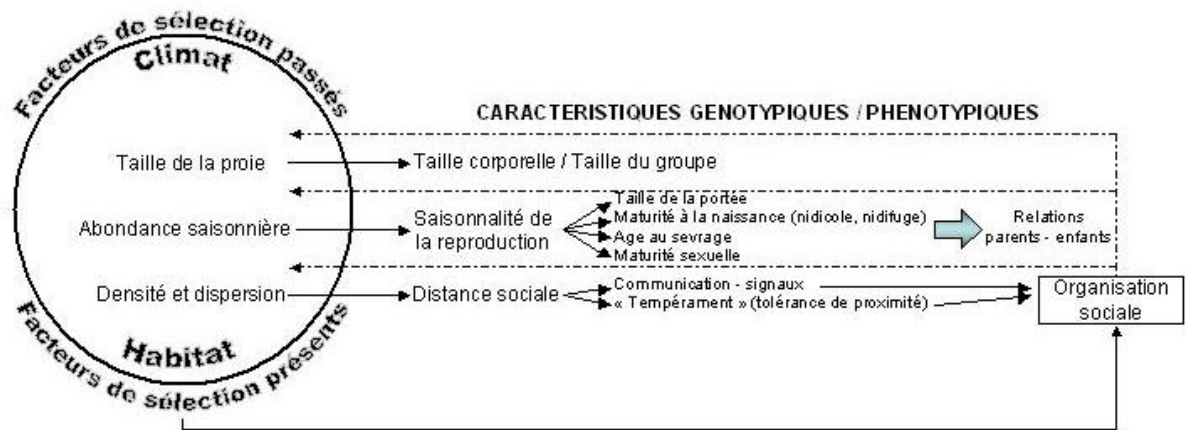 Facteurs de sélection passés
Climat
CARACTERISTIQUES GENOTYPIQUES / PHENOTYPIQUES
Taille de la proie
Taille corporelle / Taille du groupe
Abondance saisonnière
Saisonnalité de
la reproduction
Taille de la portée
Maturité à la naissance (nidicole, nidifuge)
Age au sevrage
Maturité sexuelle
Relations
parents - enfants
Densité et dispersion
Distance sociale
Communication - signaux
« Tempérament » (tolérance de proximité)
Organisation
sociale
Habitat
Facteurs de sélection présents